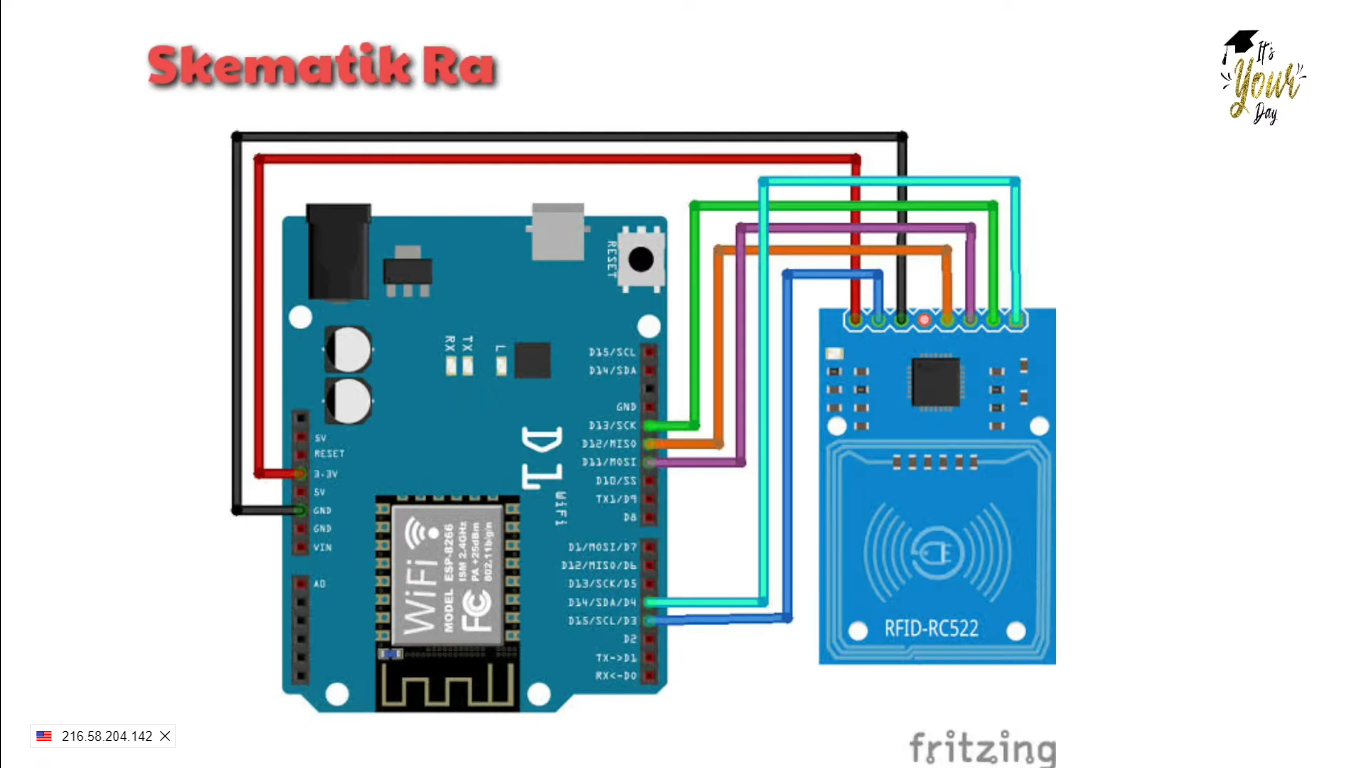 Skematik Ra
It's
Your
Day
RESET
RX
TX
L
D15/SCL
D14/SDA
GND
D13/SCK
D12/MISO
D11/MOSI
D10/SS
TX1/D9
D8
D1/MOSI/D7
D12/MISO/D6
D13/SCK/D5
D14/SDA/D4
D15/SCL/D3
D2
TX->D1
RX<-D0
5V
RESET
3.3V
5V
GND
GND
VIN
A0
D1
WiFi
WiFi
MODEL ESP-8266
ISM 2.4GHz
PA +25dBm
802.11b/g/n
FC
RFID-RC522
216.58.204.142
fritzing